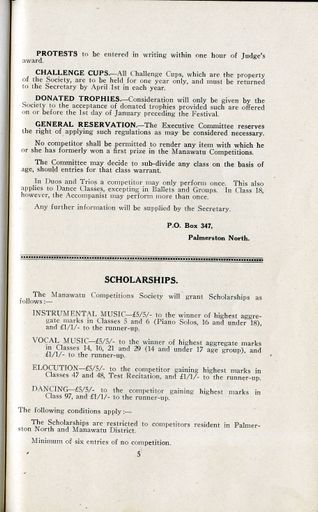 PROTESTS to be entered in writing within one hour of Judge's
award.
CHALLENGE CUPS.—All Challenge Cups, which are the property
of the Society, are to be held for one year only, and must be returned
to the Secretary by April 1st in each year.
DONATED TROPHIES.—Consideration will only be given by the
Society to the acceptance of donated trophies provided such are offered
on or before the 1st day of January preceding the Festival.
GENERAL RESERVATION.—The Executive Committee reserves
the right of applying such regulations as may be considered necessary.
No competitor shall be permitted to render any item with which he
or she has formerly won a first prize in the Manawatu Competitions.
The Committee may decide to sub-divide any class on the basis of
age, should entries for that class warrant.
In Duos and Trios a competitor may only perform once. This also
applies to Dance Classes, excepting in Ballets and Groups. In Class 18,
however, the Accompanist may perform more than once.
Any further information will be supplied by the Secretary.
P.O. Box 347,
Palmerston North.
SCHOLARSHIPS.
The Manawatu Competitions Society will grant Scholarships as
follows:—
INSTRUMENTAL MUSIC—£5/5/- to the winner of highest aggre-
gate marks in Classes 5 and 6 (Piano Solos, 16 and under 18),
and £1/1/- to the runner-up.
VOCAL MUSIC—£5/5/- to the winner of highest aggregate marks
in Classes 14, 16, 21 and 29 (14 and under 17 age group), and
£1/1/- to the runner-up.
ELOCUTION—£5/5/- to the competitor gaining highest marks in
Classes 47 and 48, Test Recitation, and £1/1/- to the runner-up.
DANCING—£5/5/- to the competitor gaining highest marks in
Class 97, and £1/1/- to the runner-up.
The following conditions apply:—
The Scholarships are restricted to competitors resident in Palmer-
ston North and Manawatu District.
Minimum of six entries of no competition.
5